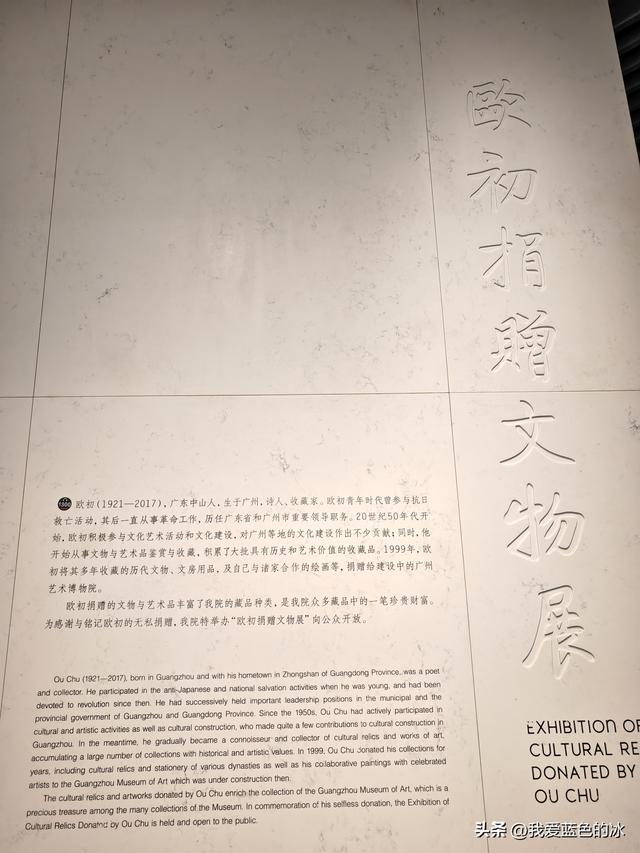 歐初捐贈文物展
EXHIBITION OF
CULTURAL RE
DONATED BY
OU CHU
1300
欧初（1921—2017），广东中山人，生于广州，诗人、收藏家。欧初青年时代曾参与抗日
救亡活动，其后一直从事革命工作，历任广东省和广州市重要领导职务。20世纪50年代开
始，欧初积极参与文化艺术活动和文化建设，对广州等地的文化建设作出不少贡献；同时，他
开始从事文物与艺术品鉴赏与收藏，积累了大批具有历史和艺术价值的收藏品。1999年，欧
初将其多年收藏的历代文物、文房用品，及自己与诸家合作的绘画等，捐赠给建设中的广州
艺术博物院。
欧初捐赠的文物与艺术品丰富了我院的藏品种类，是我院众多藏品中的一笔珍贵财富。
为感谢与铭记欧初的无私捐赠，我院特举办“欧初捐赠文物展”向公众开放。
Ou Chu (1921—2017), born in Guangzhou and with his hometown in Zhongshan of Guangdong Province, was a poet
and collector. He participated in the anti-Japanese and national salvation activities when he was young, and had been
devoted to revolution since then. He had successively held important leadership positions in the municipal and the
provincial government of Guangzhou and Guangdong Province. Since the 1950s, Ou Chu had actively participated in
cultural and artistic activities as well as cultural construction, who made quite a few contributions to cultural construction in
Guangzhou. In the meantime, he gradually became a connoisseur and collector of cultural relics and works of art,
accumulating a large number of collections with historical and artistic values. In 1999, Ou Chu donated his collections for
years, including cultural relics and stationery of various dynasties as well as his collaborative paintings with celebrated
artists to the Guangzhou Museum of Art which was under construction then.
The cultural relics and artworks donated by Ou Chu enrich the collection of the Guangzhou Museum of Art, which is a
precious treasure among the many collections of the Museum. In commemoration of his selfless donation, the Exhibition of
Cultural Relics Donated by Ou Chu is held and open to the public.
头条 @我爱蓝色的冰